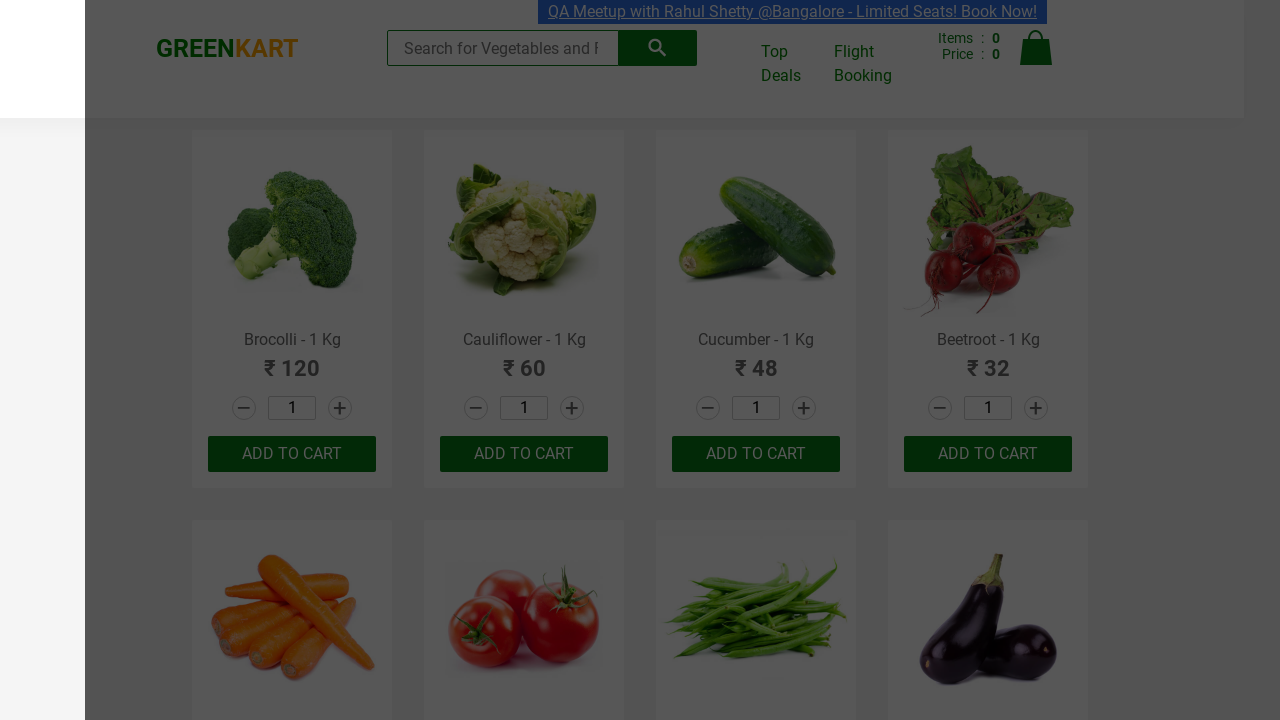 QA Meetup with Rahul Shetty @Bangalore - Limited Seats! Book Now!
GREENKART
Search for Vegetables and F
Top Deals
Flight Booking
Items : 0
Price : 0
Brocolli - 1 Kg
₹ 120
1
ADD TO CART
Cauliflower - 1 Kg
₹ 60
1
ADD TO CART
Cucumber - 1 Kg
₹ 48
1
ADD TO CART
Beetroot - 1 Kg
₹ 32
1
ADD TO CART